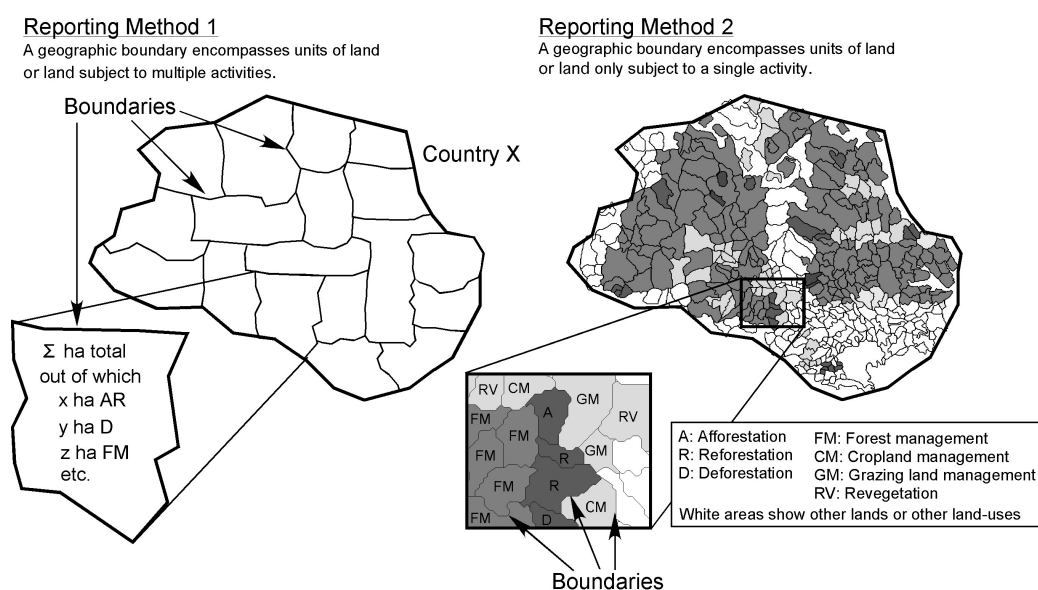 Reporting Method 1
A geographic boundary encompasses units of land
or land subject to multiple activities.
Boundaries
Country X
Σ ha total
out of which
x ha AR
y ha D
z ha FM
etc.
Reporting Method 2
A geographic boundary encompasses units of land
or land only subject to a single activity.
RV CM GM
A RV
FM FM
FM R GM
FM R CM
FM D
Boundaries
A: Afforestation
R: Reforestation
D: Deforestation
FM: Forest management
CM: Cropland management
GM: Grazing land management
RV: Revegetation
White areas show other lands or other land-uses